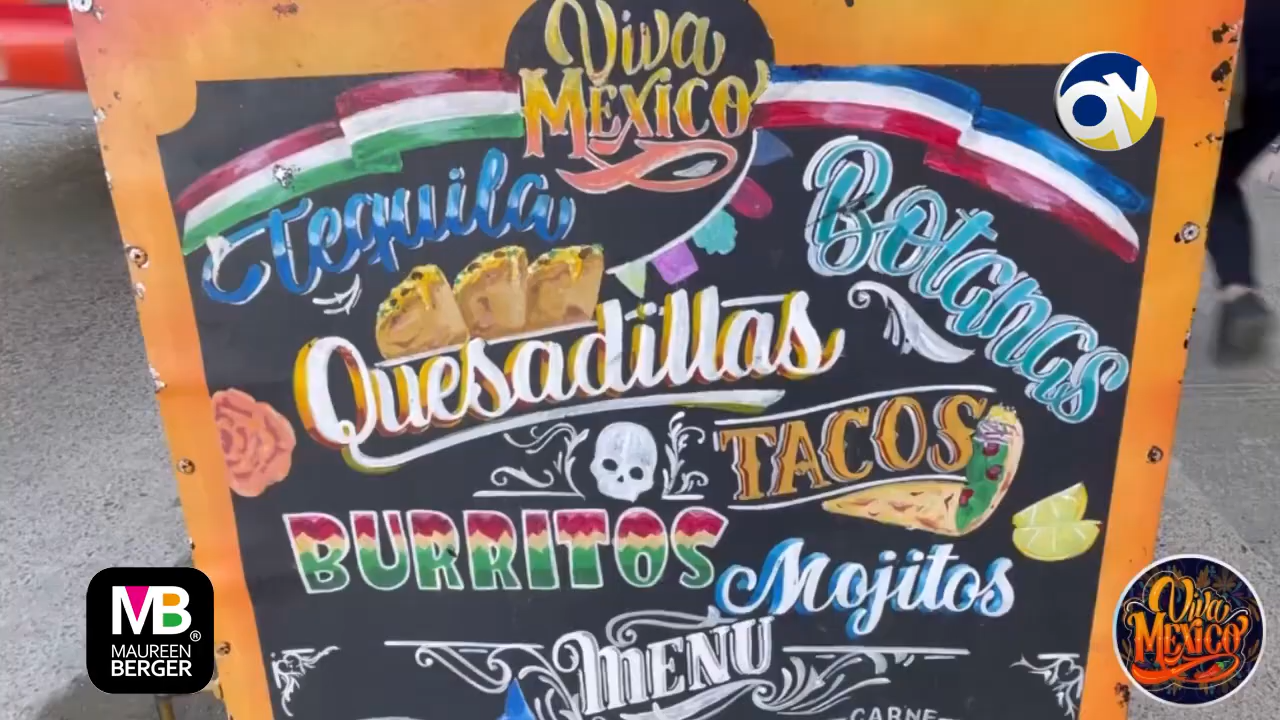 Viva
MEXICO
Tequila
Botanas
Quesadillas
TACOS
BURRITOS
Mojitos
MENU
CARNE
MB
MAUREEN
BERGER
®
Viva
MEXICO